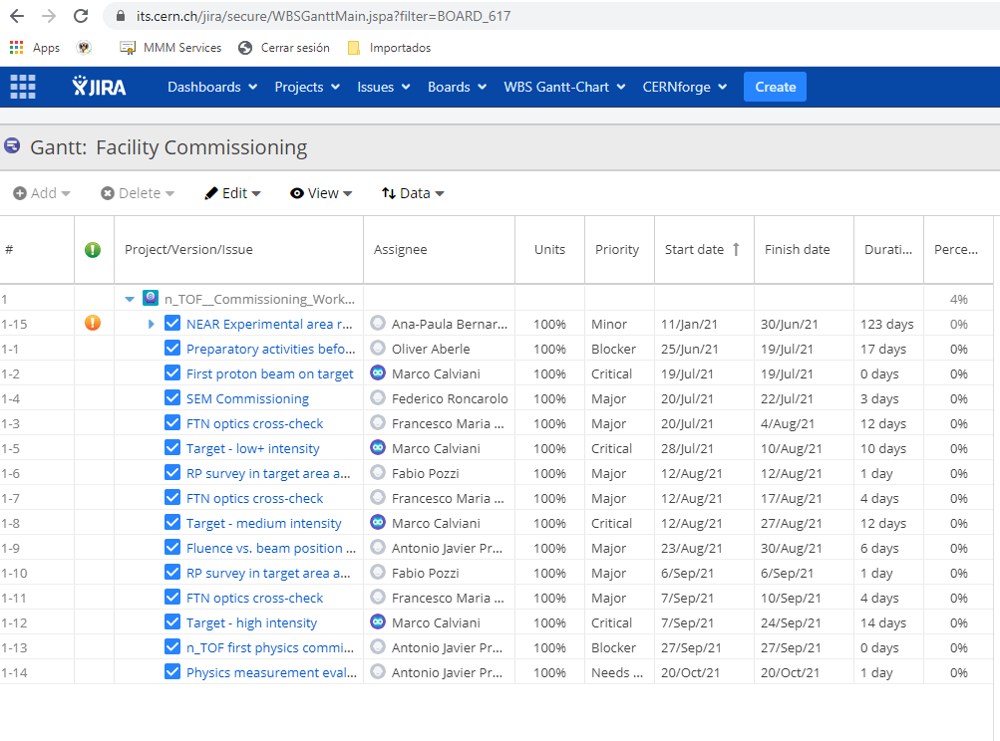 its.cern.ch/jira/secure/WBSGanttMain.jspa?filter=BOARD_617
Apps MMM Services Cerrar sesión Importados
JIRA Dashboards Projects Issues Boards WBS Gantt-Chart CERNforge Create
Gantt: Facility Commissioning
Add Delete Edit View Data
# Project/Version/Issue Assignee Units Priority Start date Finish date Durati... Perce...
1 n_TOF__Commissioning_Work... 4%
1-15 NEAR Experimental area r... Ana-Paula Bernar... 100% Minor 11/Jan/21 30/Jun/21 123 days 0%
1-1 Preparatory activities befo... Oliver Aberle 100% Blocker 25/Jun/21 19/Jul/21 17 days 0%
1-2 First proton beam on target Marco Calviani 100% Critical 19/Jul/21 19/Jul/21 0 days 0%
1-4 SEM Commissioning Federico Roncarolo 100% Major 20/Jul/21 22/Jul/21 3 days 0%
1-3 FTN optics cross-check Francesco Maria ... 100% Major 20/Jul/21 4/Aug/21 12 days 0%
1-5 Target - low+ intensity Marco Calviani 100% Critical 28/Jul/21 10/Aug/21 10 days 0%
1-6 RP survey in target area a... Fabio Pozzi 100% Major 12/Aug/21 12/Aug/21 1 day 0%
1-7 FTN optics cross-check Francesco Maria ... 100% Major 12/Aug/21 17/Aug/21 4 days 0%
1-8 Target - medium intensity Marco Calviani 100% Critical 12/Aug/21 27/Aug/21 12 days 0%
1-9 Fluence vs. beam position ... Antonio Javier Pr... 100% Major 23/Aug/21 30/Aug/21 6 days 0%
1-10 RP survey in target area a... Fabio Pozzi 100% Major 6/Sep/21 6/Sep/21 1 day 0%
1-11 FTN optics cross-check Francesco Maria ... 100% Major 7/Sep/21 10/Sep/21 4 days 0%
1-12 Target - high intensity Marco Calviani 100% Critical 7/Sep/21 24/Sep/21 14 days 0%
1-13 n_TOF first physics commi... Antonio Javier Pr... 100% Blocker 27/Sep/21 27/Sep/21 0 days 0%
1-14 Physics measurement eval... Antonio Javier Pr... 100% Needs ... 20/Oct/21 20/Oct/21 1 day 0%